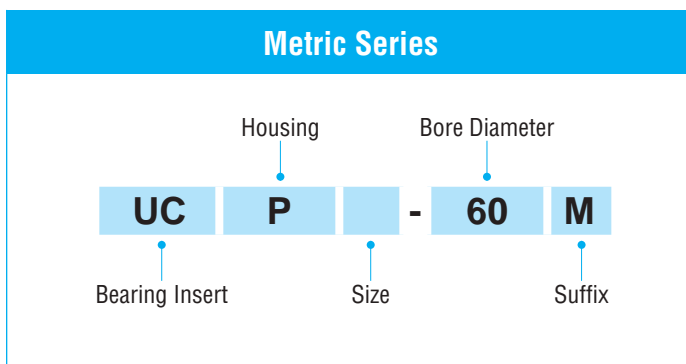 Metric Series
Housing Bore Diameter
UC P - 60 M
Bearing Insert Size Suffix